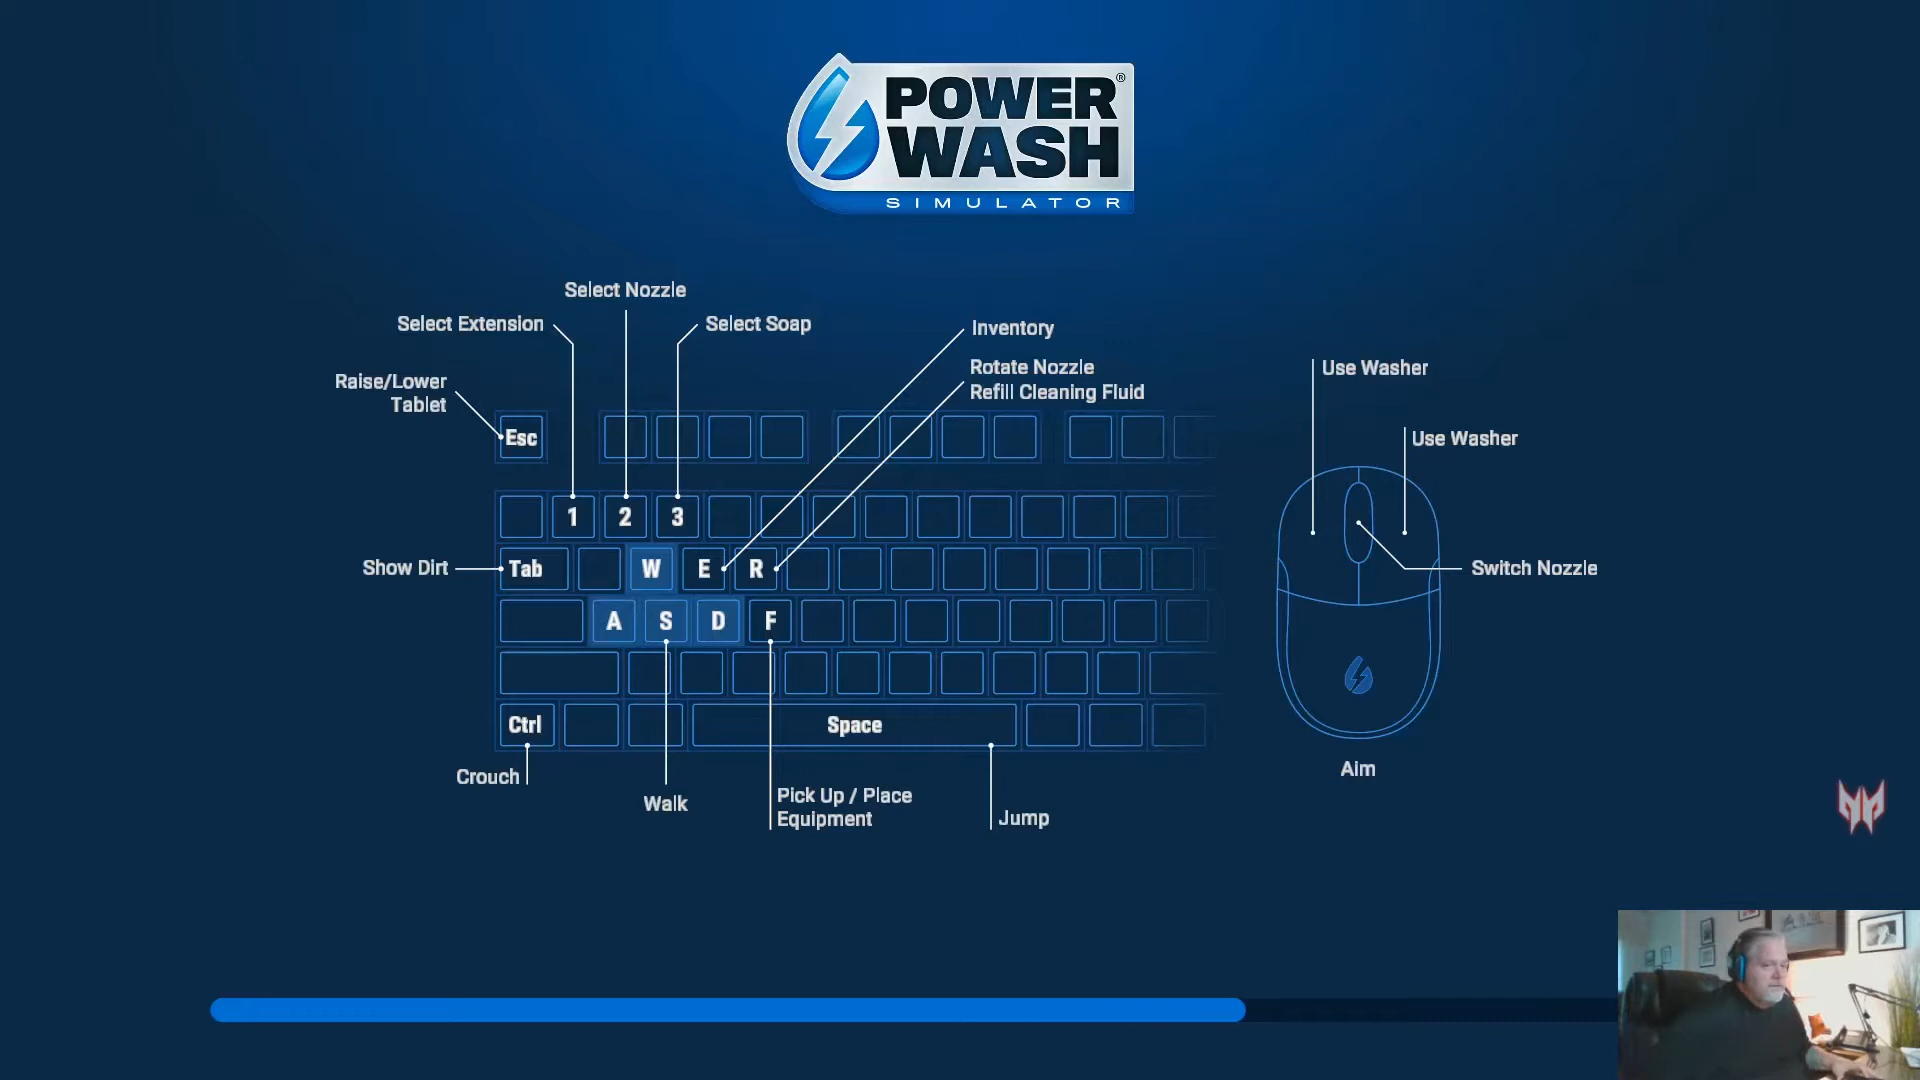 POWER®
WASH
SIMULATOR
Select Nozzle
Select Extension
Select Soap
Inventory
Raise/Lower
Tablet
Rotate Nozzle
Refill Cleaning Fluid
Use Washer
Use Washer
Esc
1 2 3
Show Dirt
Tab W E R
Switch Nozzle
A S D F
Ctrl Space
Crouch
Walk
Pick Up / Place
Equipment
Jump
Aim